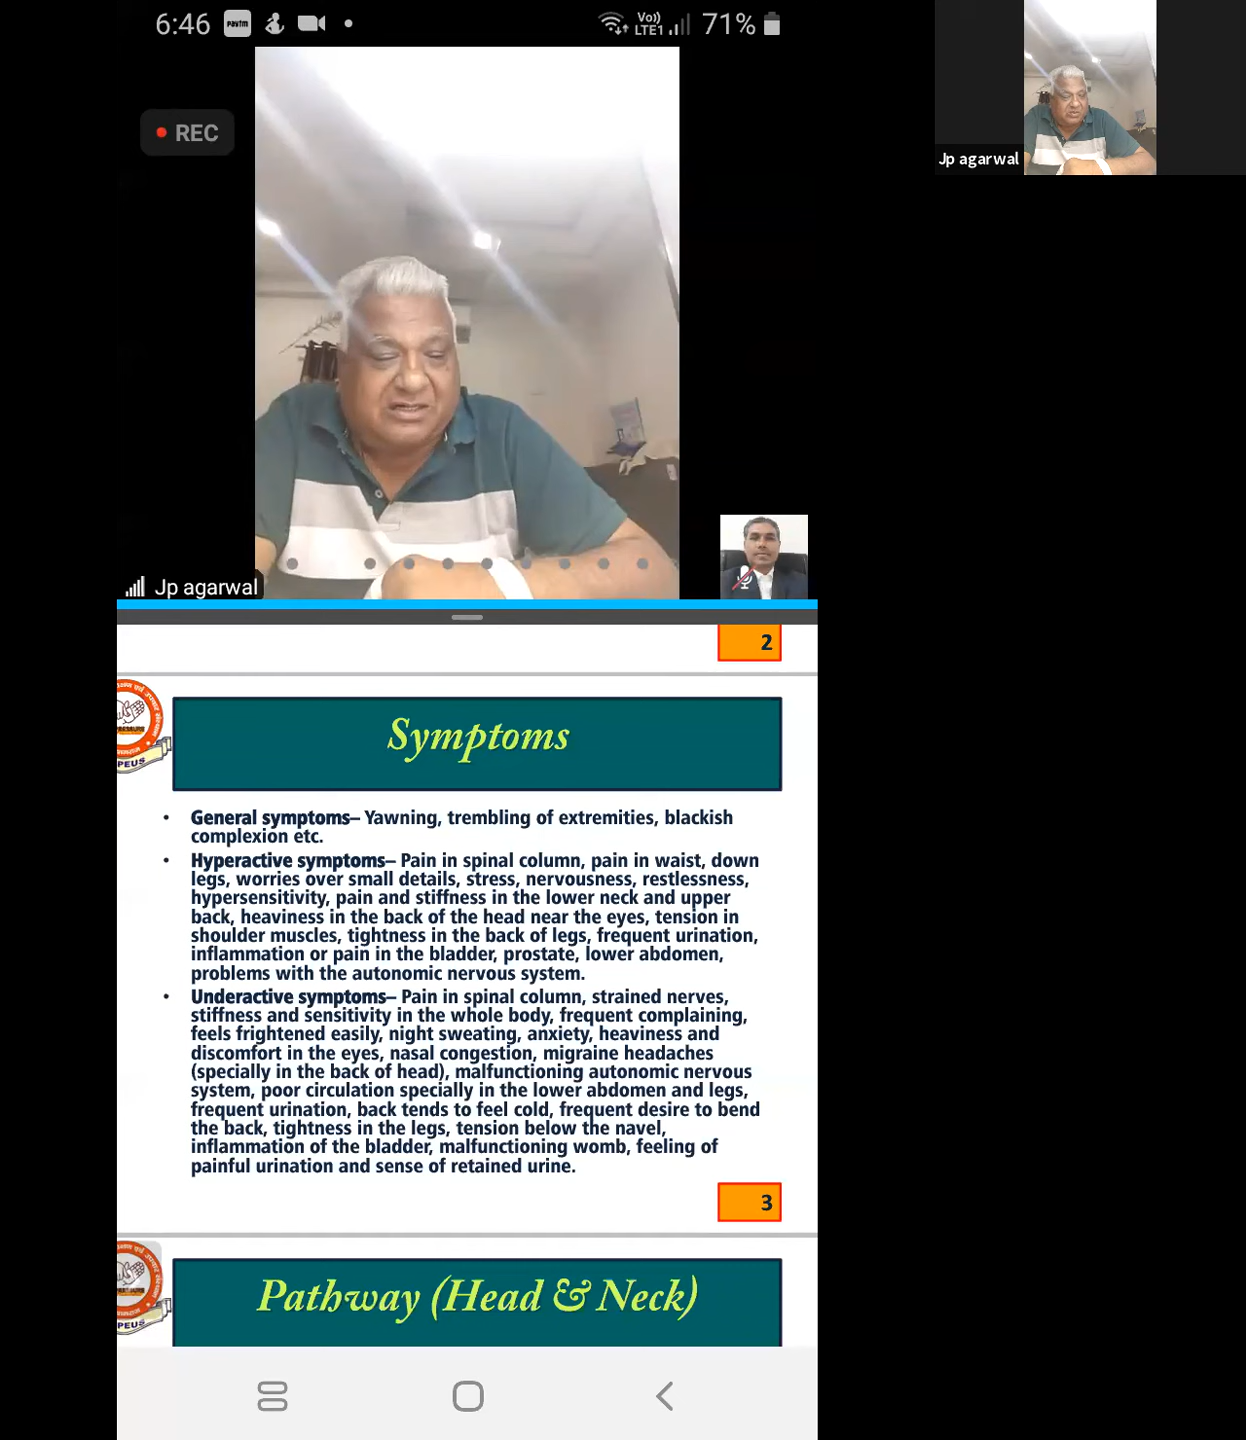 6:46
paytm
Vo))
LTE1
71%
REC
Jp agarwal
Jp agarwal
2
PEUS
Symptoms
• General symptoms– Yawning, trembling of extremities, blackish
complexion etc.
• Hyperactive symptoms– Pain in spinal column, pain in waist, down
legs, worries over small details, stress, nervousness, restlessness,
hypersensitivity, pain and stiffness in the lower neck and upper
back, heaviness in the back of the head near the eyes, tension in
shoulder muscles, tightness in the back of legs, frequent urination,
inflammation or pain in the bladder, prostate, lower abdomen,
problems with the autonomic nervous system.
• Underactive symptoms– Pain in spinal column, strained nerves,
stiffness and sensitivity in the whole body, frequent complaining,
feels frightened easily, night sweating, anxiety, heaviness and
discomfort in the eyes, nasal congestion, migraine headaches
(specially in the back of head), malfunctioning autonomic nervous
system, poor circulation specially in the lower abdomen and legs,
frequent urination, back tends to feel cold, frequent desire to bend
the back, tightness in the legs, tension below the navel,
inflammation of the bladder, malfunctioning womb, feeling of
painful urination and sense of retained urine.
3
PEUS
Pathway (Head & Neck)